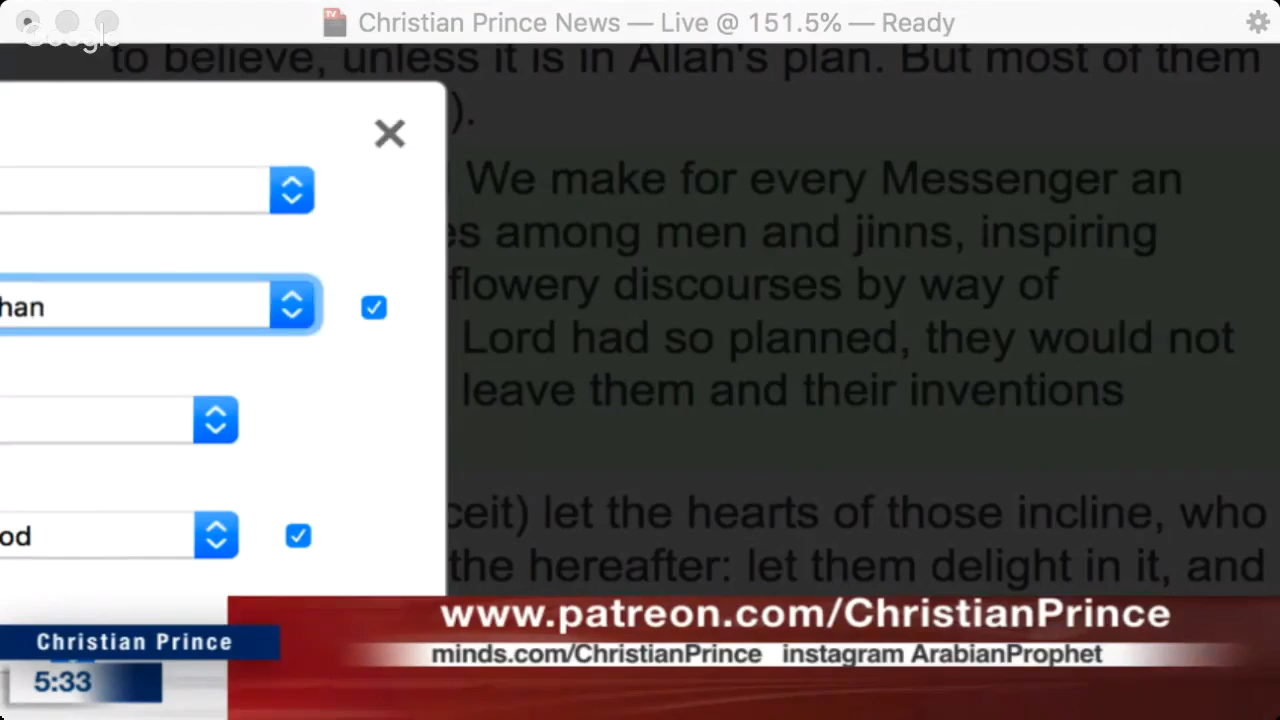 Google
Christian Prince News — Live @ 151.5% — Ready
TV
to believe, unless it is in Allah's plan. But most of them
).
We make for every Messenger an
es among men and jinns, inspiring
flowery discourses by way of
han
Lord had so planned, they would not
leave them and their inventions
ceit) let the hearts of those incline, who
od
the hereafter: let them delight in it, and
www.patreon.com/ChristianPrince
Christian Prince
minds.com/ChristianPrince instagram ArabianProphet
5:33